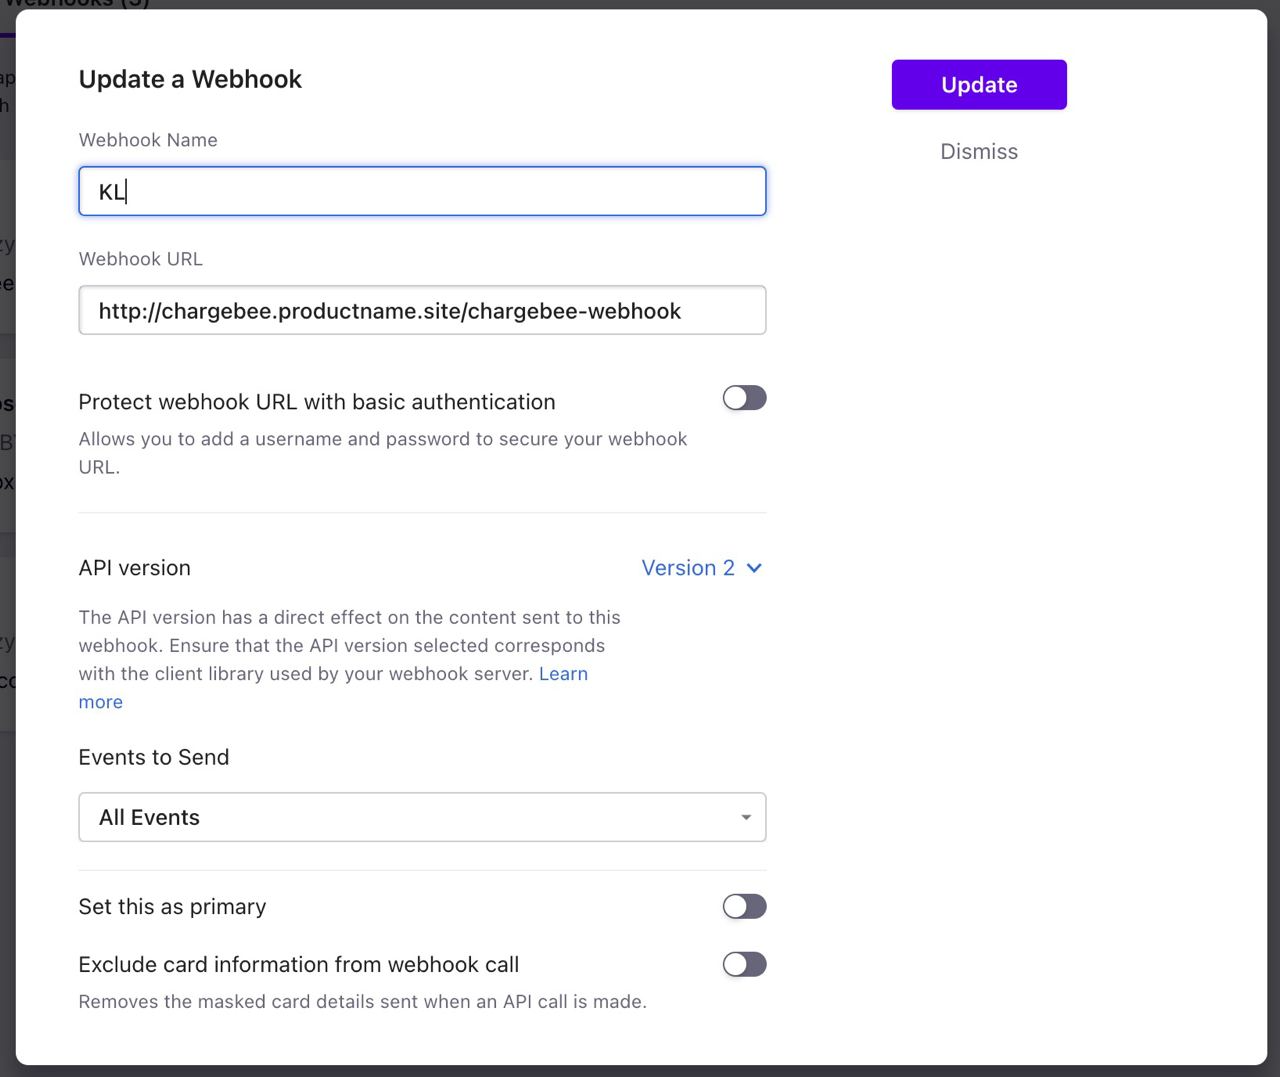 Webhooks (3)
Update a Webhook
Update
Webhook Name
Dismiss
KL
Webhook URL
http://chargebee.productname.site/chargebee-webhook
Protect webhook URL with basic authentication
Allows you to add a username and password to secure your webhook
URL.
API version
Version 2
The API version has a direct effect on the content sent to this
webhook. Ensure that the API version selected corresponds
with the client library used by your webhook server. Learn
more
Events to Send
All Events
Set this as primary
Exclude card information from webhook call
Removes the masked card details sent when an API call is made.